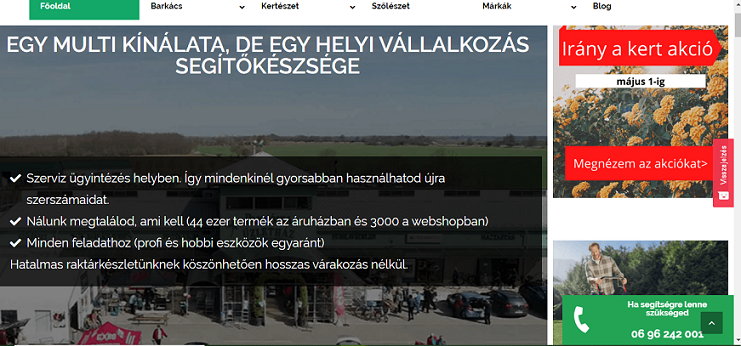 Főoldal Barkács Kertészet Szőlészet Márkák Blog
EGY MULTI KÍNÁLATA, DE EGY HELYI VÁLLALKOZÁS
SEGÍTŐKÉSZSÉGE
Szerviz ügyintézés helyben. Így mindenkinél gyorsabban használhatod újra
szerszámaidat.
Nálunk megtalálod, ami kell (44 ezer termék az áruházban és 3000 a webshopban)
Minden feladathoz (profi és hobbi eszközök egyaránt)
Hatalmas raktárkészletünknek köszönhetően hosszas várakozás nélkül.
Irány a kert akció
május 1-ig
Megnézem az akciókat>
Visszajelzés
Ha segítségre lenne
szükséged
06 96 242 001